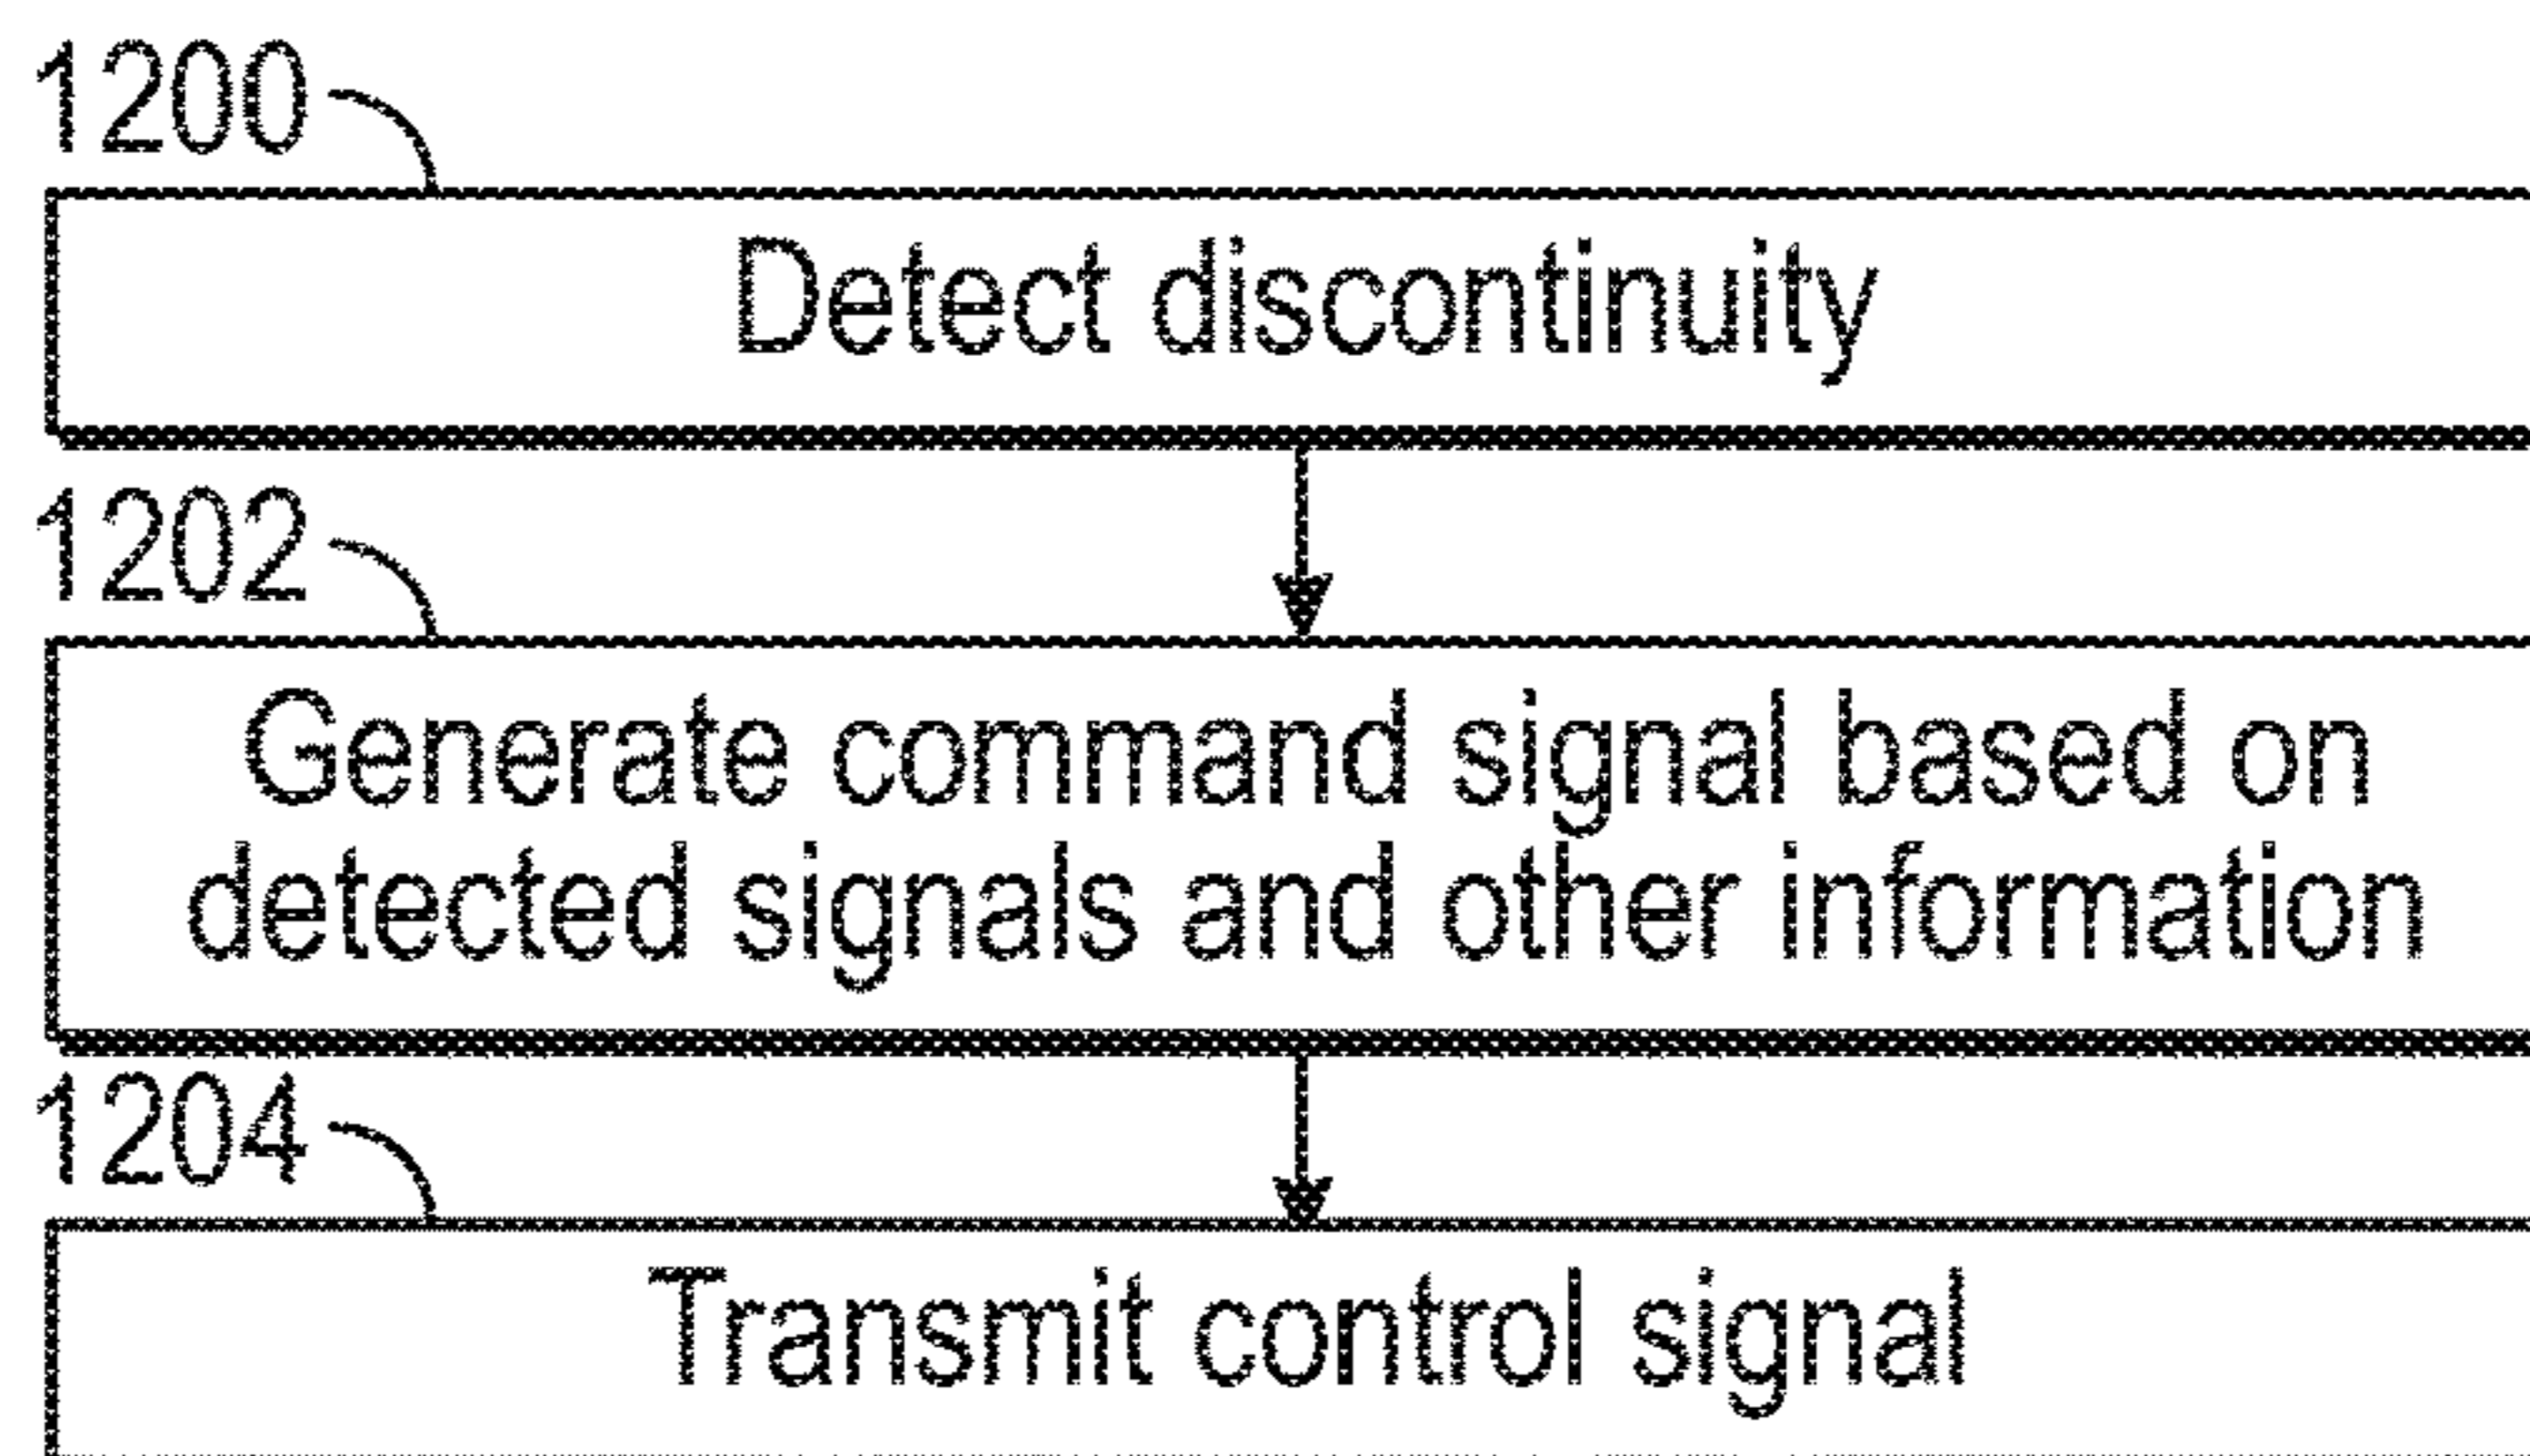 1200
Detect discontinuity
1202
Generate command signal based on
detected signals and other information
1204
Transmit control signal